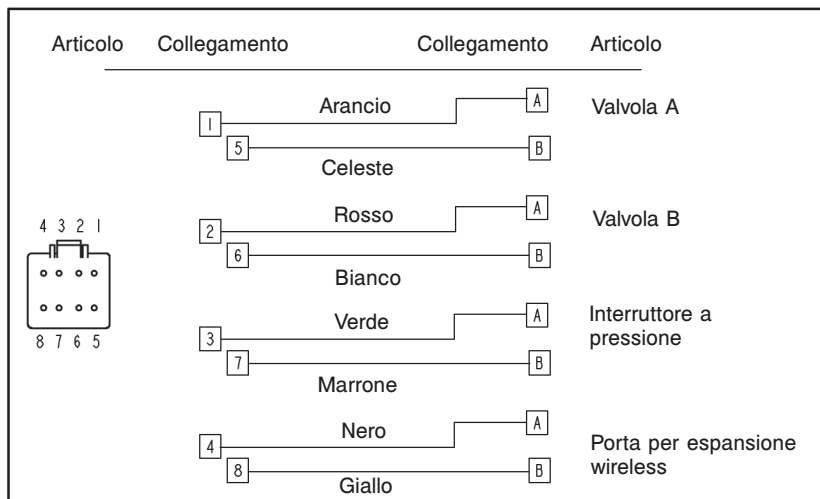 Articolo Collegamento Collegamento Articolo
Arancio A Valvola A
1
5 B
Celeste
Rosso A Valvola B
2
6 B
Bianco
4 3 2 1
8 7 6 5
Verde A Interruttore a
pressione
3
7 B
Marrone
Nero A
4 Porta per espansione
wireless
8 B
Giallo